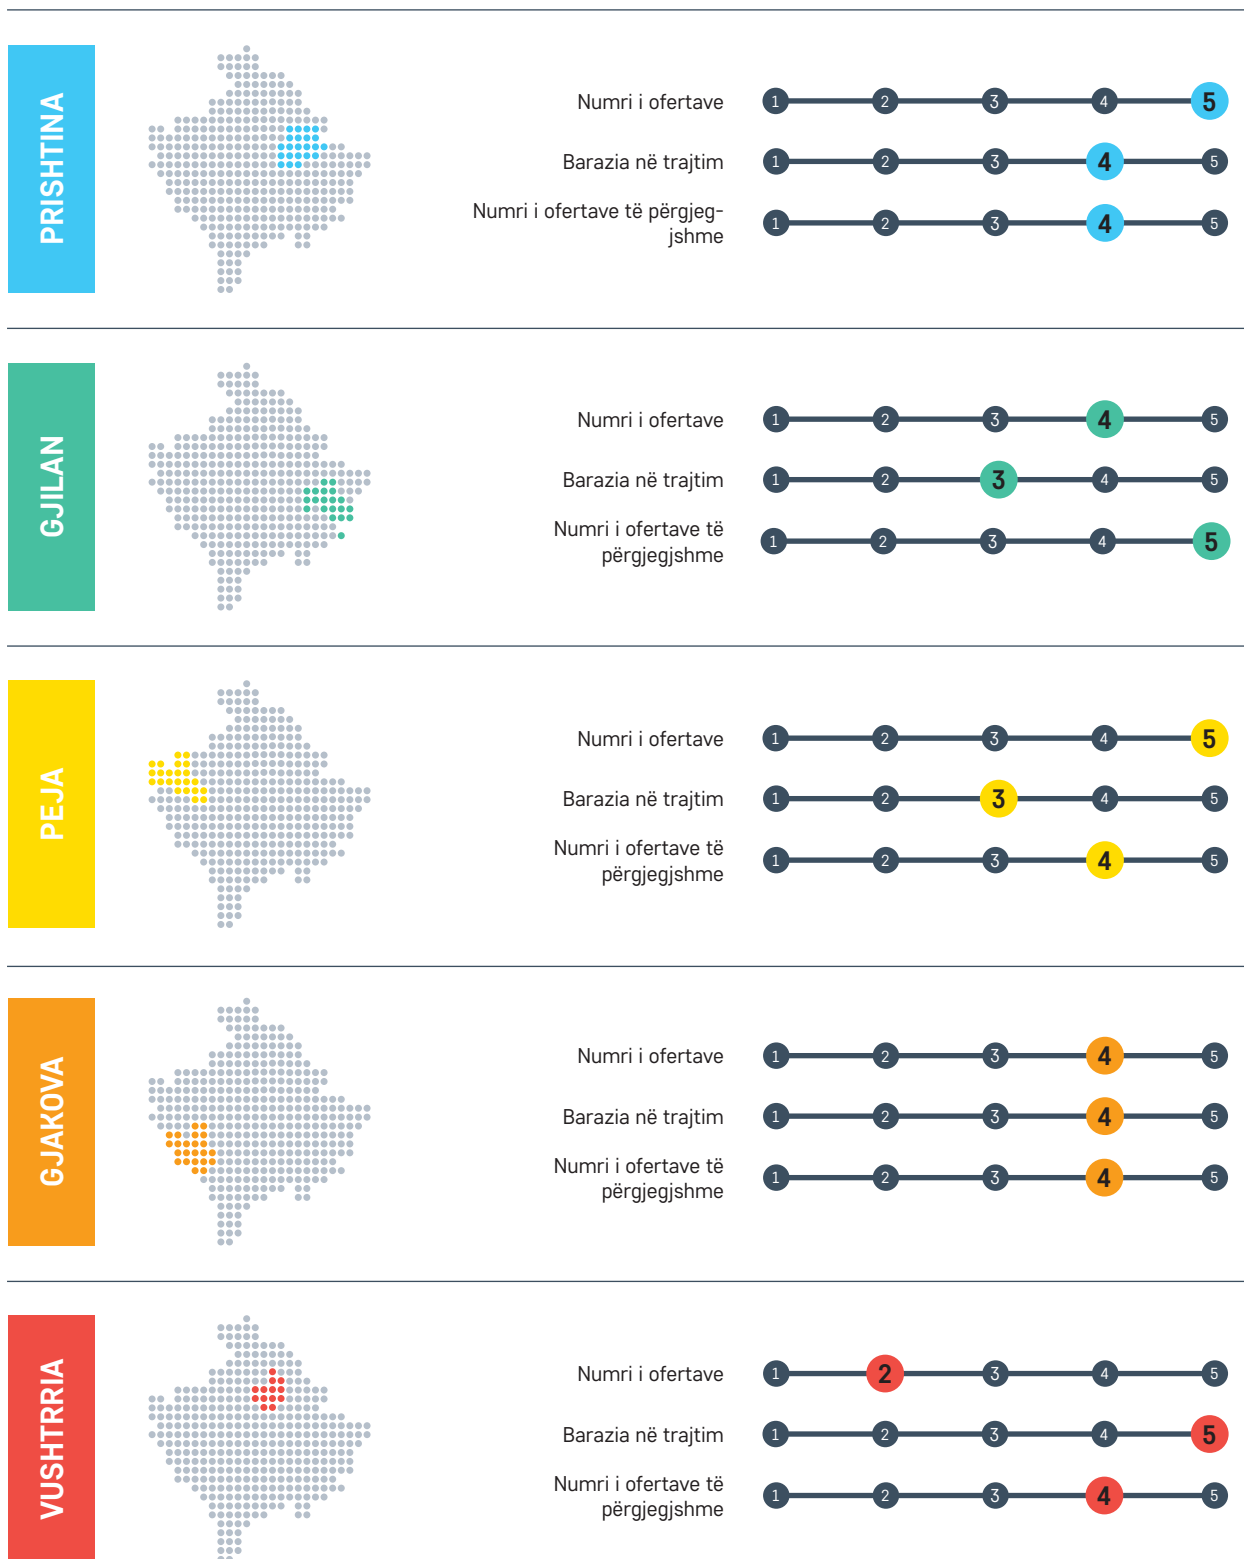 PRISHTINA
Numri i ofertave
1 2 3 4 5
Barazia në trajtim
1 2 3 4 5
Numri i ofertave të përgjeg-
jshme
1 2 3 4 5
GJILAN
Numri i ofertave
1 2 3 4 5
Barazia në trajtim
1 2 3 4 5
Numri i ofertave të
përgjegjshme
1 2 3 4 5
PEJA
Numri i ofertave
1 2 3 4 5
Barazia në trajtim
1 2 3 4 5
Numri i ofertave të
përgjegjshme
1 2 3 4 5
GJAKOVA
Numri i ofertave
1 2 3 4 5
Barazia në trajtim
1 2 3 4 5
Numri i ofertave të
përgjegjshme
1 2 3 4 5
VUSHTRRIA
Numri i ofertave
1 2 3 4 5
Barazia në trajtim
1 2 3 4 5
Numri i ofertave të
përgjegjshme
1 2 3 4 5